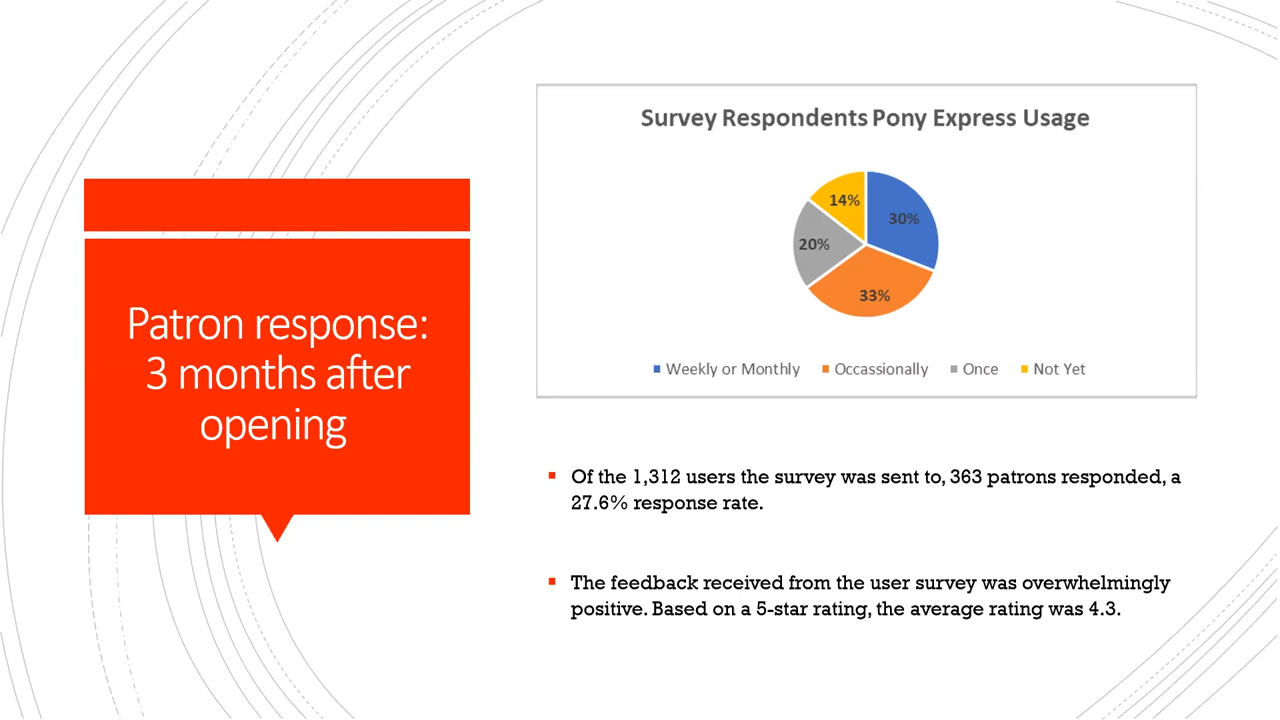 Patron response:
3 months after
opening
Survey Respondents Pony Express Usage
14%
30%
20%
33%
Weekly or Monthly
Occassionally
Once
Not Yet
Of the 1,312 users the survey was sent to, 363 patrons responded, a
27.6% response rate.
The feedback received from the user survey was overwhelmingly
positive. Based on a 5-star rating, the average rating was 4.3.